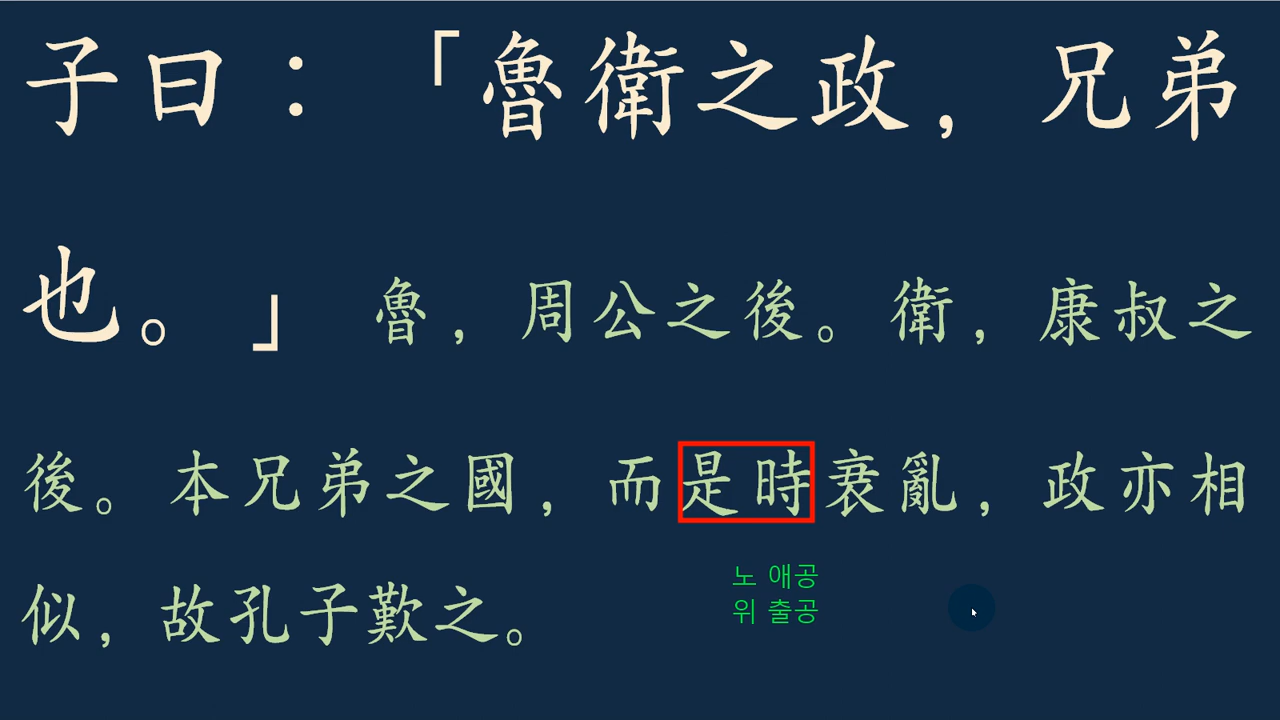 子曰：「魯衛之政，兄弟
也。」魯，周公之後。衛，康叔之
後。本兄弟之國，而是時衰亂，政亦相
似，故孔子歎之。
노 애공
위 출공